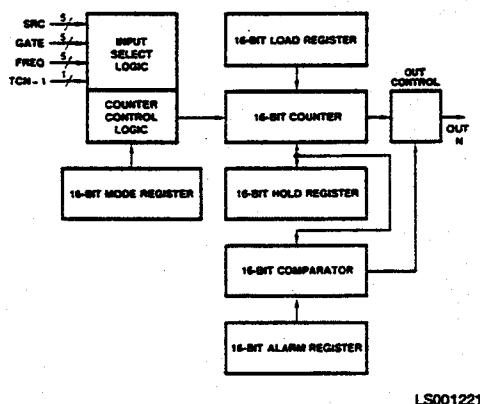 SRC 5
GATE 5
FREQ 5
TCN-1 1
INPUT
SELECT
LOGIC
COUNTER
CONTROL
LOGIC
16-BIT MODE REGISTER
16-BIT LOAD REGISTER
16-BIT COUNTER
16-BIT HOLD REGISTER
16-BIT COMPARATOR
16-BIT ALARM REGISTER
OUT
CONTROL
OUT
N
LS001221